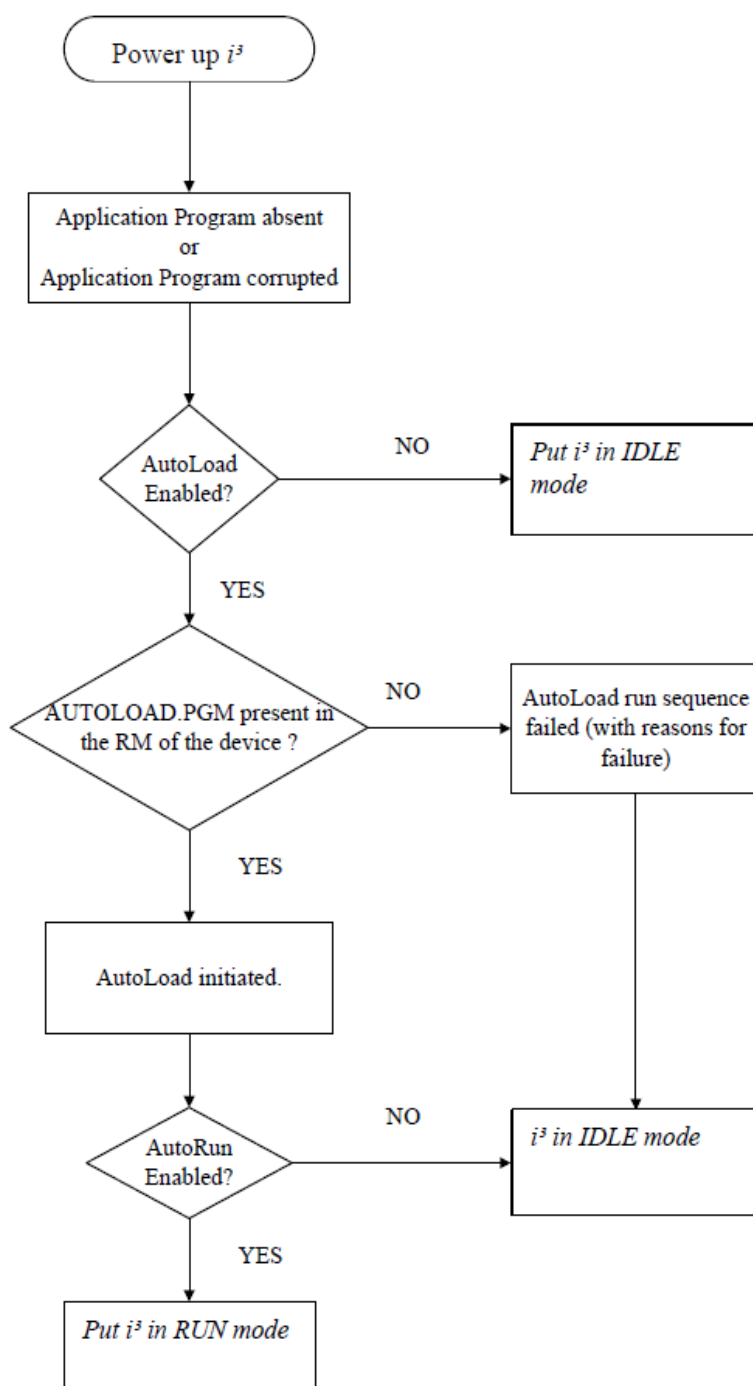 Power up i³
Application Program absent
or
Application Program corrupted
AutoLoad
Enabled?
NO
Put i³ in IDLE
mode
YES
AUTOLOAD.PGM present in
the RM of the device ?
NO
AutoLoad run sequence
failed (with reasons for
failure)
YES
AutoLoad initiated.
AutoRun
Enabled?
NO
i³ in IDLE mode
YES
Put i³ in RUN mode